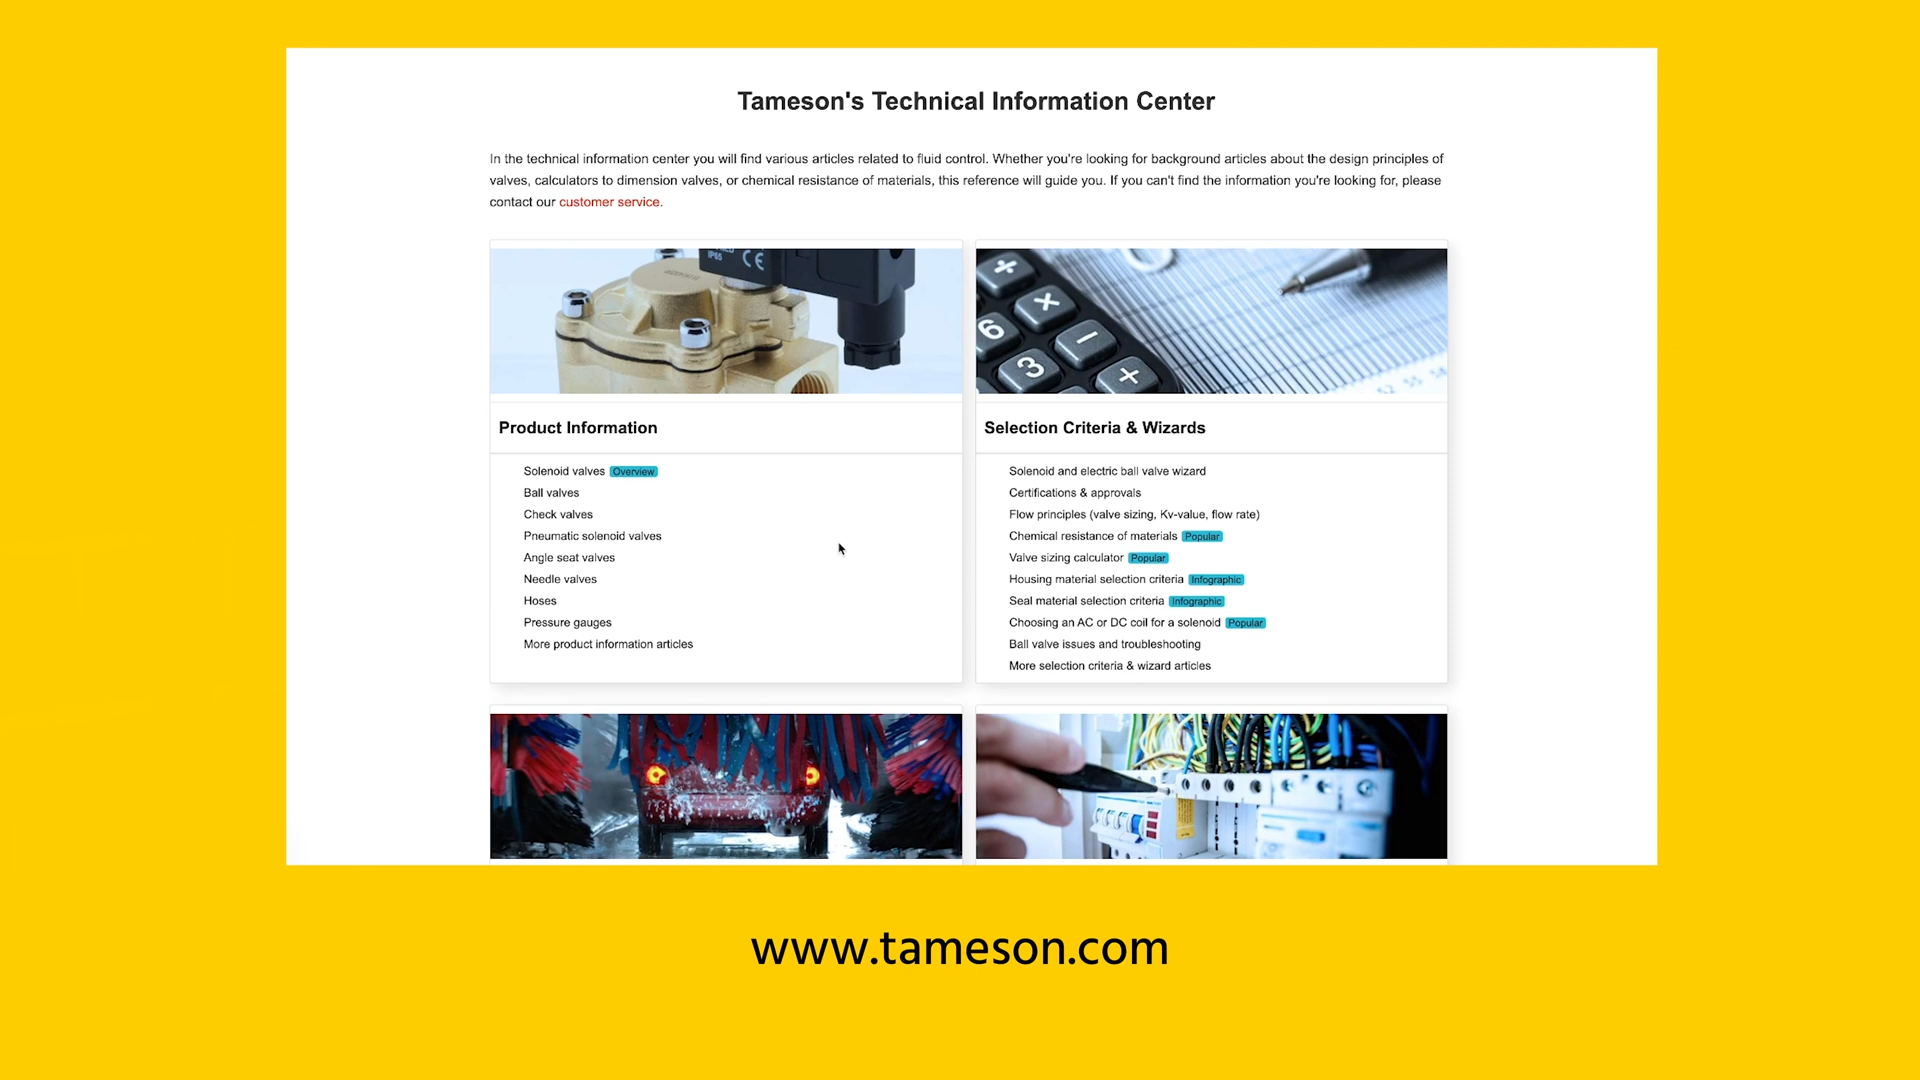 Tameson's Technical Information Center
In the technical information center you will find various articles related to fluid control. Whether you're looking for background articles about the design principles of
valves, calculators to dimension valves, or chemical resistance of materials, this reference will guide you. If you can't find the information you're looking for, please
contact our customer service.
IP65 CE
+
×
6
−
3
+
52 55 58
Product Information
Solenoid valves Overview
Ball valves
Check valves
Pneumatic solenoid valves
Angle seat valves
Needle valves
Hoses
Pressure gauges
More product information articles
Selection Criteria & Wizards
Solenoid and electric ball valve wizard
Certifications & approvals
Flow principles (valve sizing, Kv-value, flow rate)
Chemical resistance of materials Popular
Valve sizing calculator Popular
Housing material selection criteria Infographic
Seal material selection criteria Infographic
Choosing an AC or DC coil for a solenoid Popular
Ball valve issues and troubleshooting
More selection criteria & wizard articles
www.tameson.com